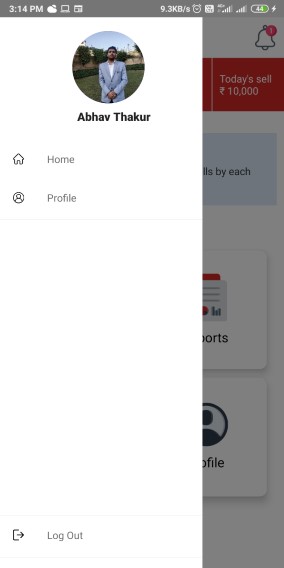 3:14 PM
9.3KB/s
44
1
Today's sell
₹ 10,000
Abhav Thakur
Home
lls by each
Profile
orts
ofile
Log Out